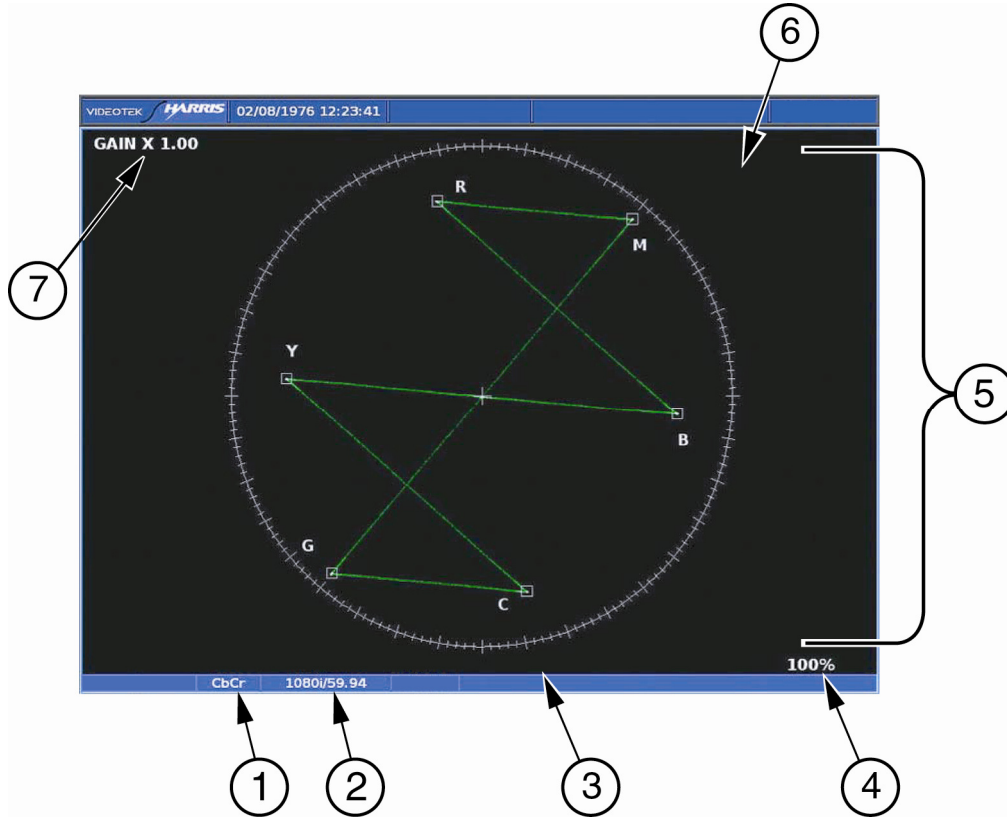 6
VIDEOTEK HARRIS 02/08/1976 12:23:41
GAIN X 1.00
R
M
7
Y
5
B
G
C
100%
CbCr 1080i/59.94
1 2 3 4